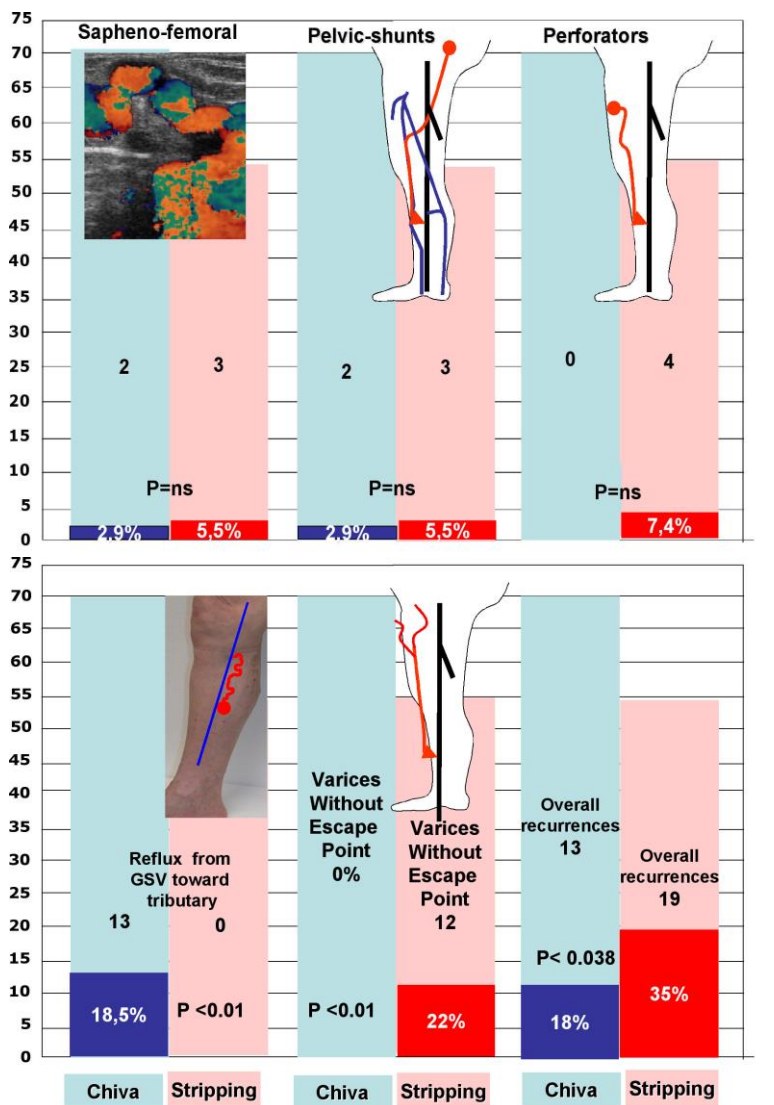 75
70
65
60
55
50
45
40
35
30
25
20
15
10
5
0
Sapheno-femoral
Pelvic-shunts
Perforators
2
3
2
3
0
4
P=ns
P=ns
P=ns
2,9%
5,5%
2,9%
5,5%
7,4%
75
70
65
60
55
50
45
40
35
30
25
20
15
10
5
0
Reflux from
GSV toward
tributary
13
0
18,5%
P <0.01
Varices
Without
Escape
Point
0%
Varices
Without
Escape
Point
12
P <0.01
22%
Overall
recurrences
13
Overall
recurrences
19
P< 0.038
18%
35%
Chiva
Stripping
Chiva
Stripping
Chiva
Stripping